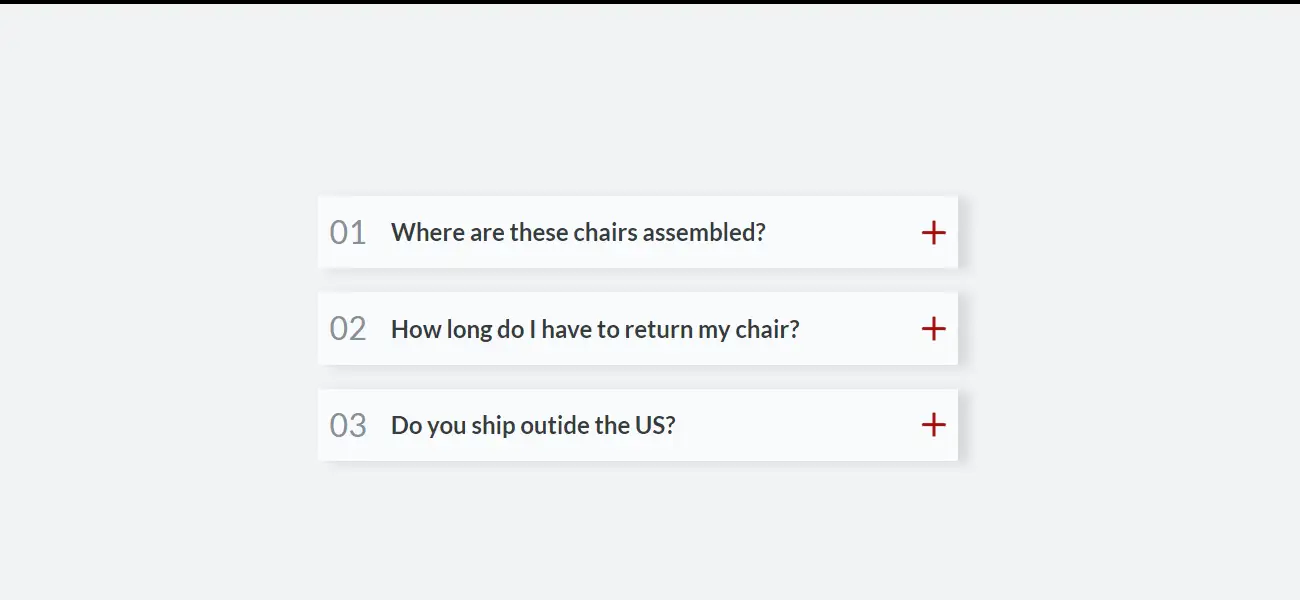 01 Where are these chairs assembled?
02 How long do I have to return my chair?
03 Do you ship outide the US?